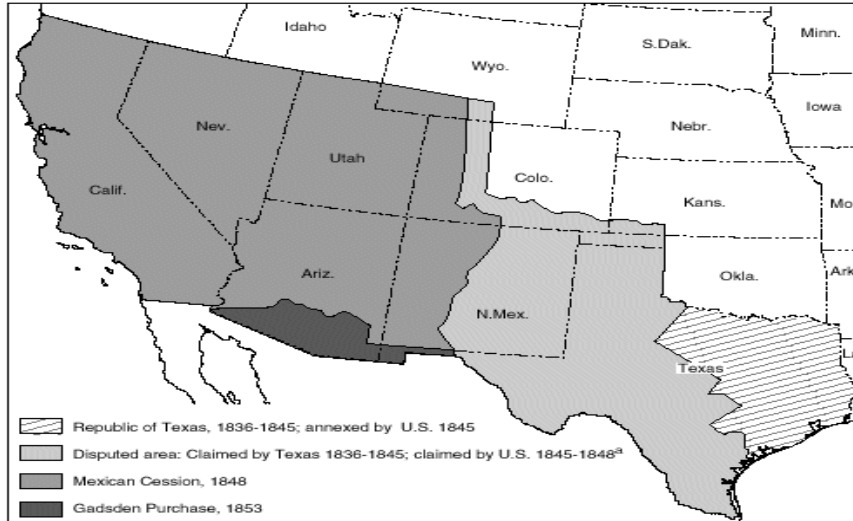 Idaho
Wyo.
S.Dak.
Minn.
Nebr.
Iowa
Nev.
Utah
Colo.
Kans.
Mo
Calif.
Ariz.
N.Mex.
Okla.
Ark
Texas
Republic of Texas, 1836-1845; annexed by U.S. 1845
Disputed area: Claimed by Texas 1836-1845; claimed by U.S. 1845-1848a
Mexican Cession, 1848
Gadsden Purchase, 1853